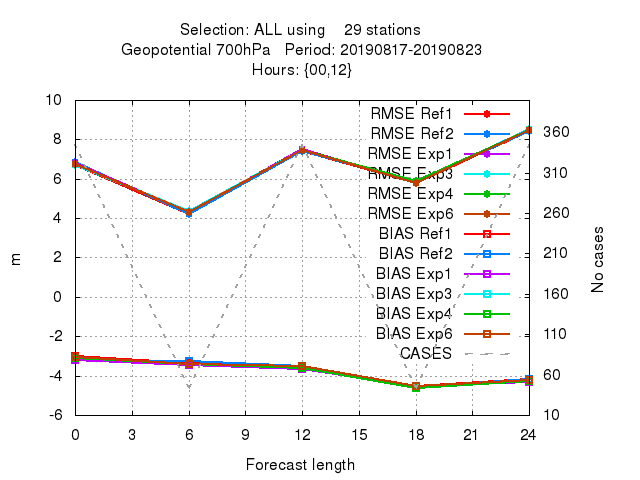 Selection: ALL using 29 stations
Geopotential 700hPa Period: 20190817-20190823
Hours: {00,12}
10
8
6
4
2
0
-2
-4
-6
m
RMSE Ref1
RMSE Ref2
RMSE Exp1
RMSE Exp3
RMSE Exp4
RMSE Exp6
BIAS Ref1
BIAS Ref2
BIAS Exp1
BIAS Exp3
BIAS Exp4
BIAS Exp6
CASES
360
310
260
210
160
110
60
10
No cases
0 3 6 9 12 15 18 21 24
Forecast length